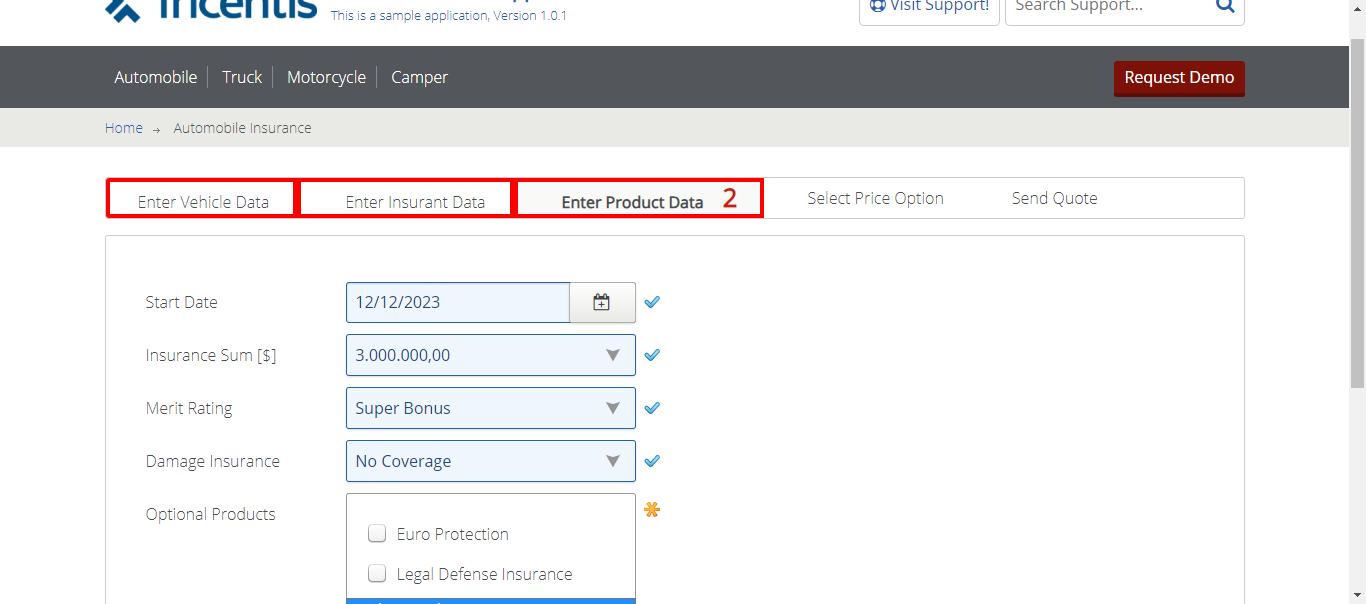 Tricentis
This is a sample application, Version 1.0.1
Visit Support!
Search Support...
Automobile
Truck
Motorcycle
Camper
Request Demo
Home → Automobile Insurance
Enter Vehicle Data
Enter Insurant Data
Enter Product Data 2
Select Price Option
Send Quote
Start Date
12/12/2023
Insurance Sum [$]
3.000.000,00
Merit Rating
Super Bonus
Damage Insurance
No Coverage
Optional Products
Euro Protection
Legal Defense Insurance